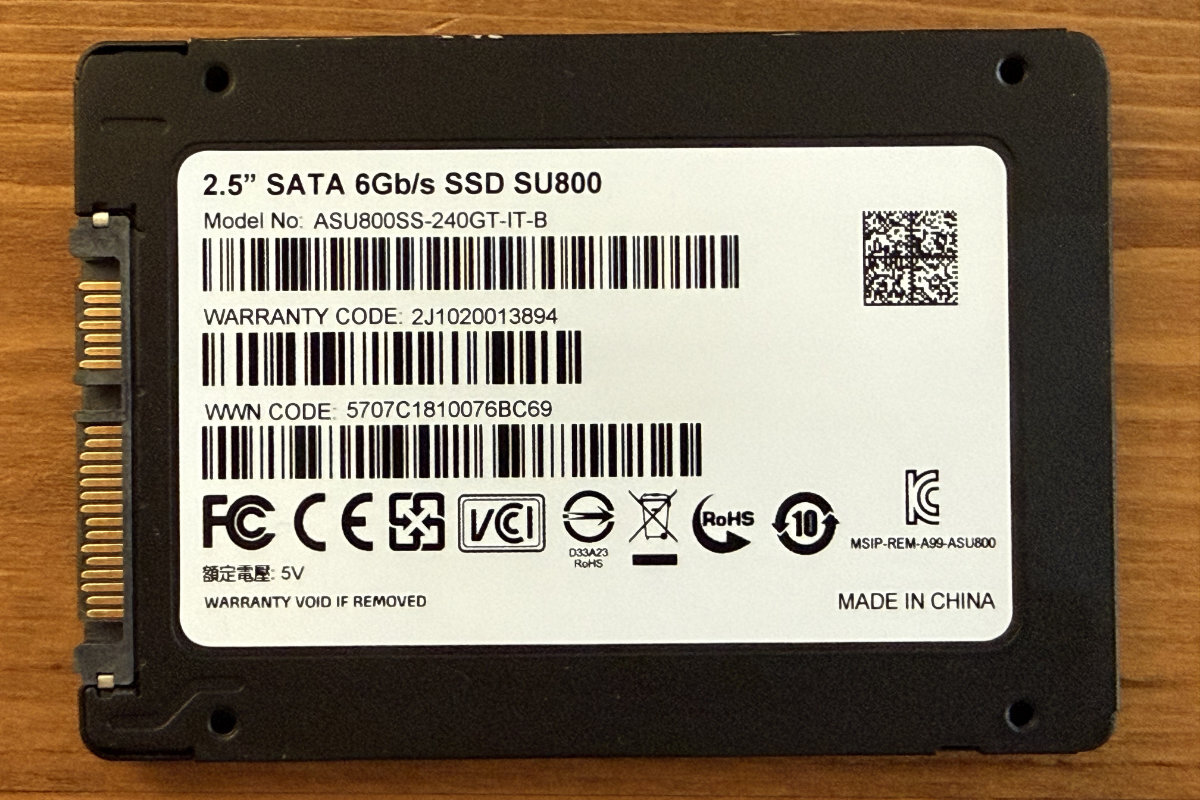 2.5” SATA 6Gb/s SSD SU800
Model No: ASU800SS-240GT-IT-B
WARRANTY CODE: 2J1020013894
WWN CODE: 5707C1810076BC69
FC CE VCI D33A23 RoHS RoHS 10 KC
MSIP-REM-A99-ASU800
額定電壓: 5V
WARRANTY VOID IF REMOVED
MADE IN CHINA